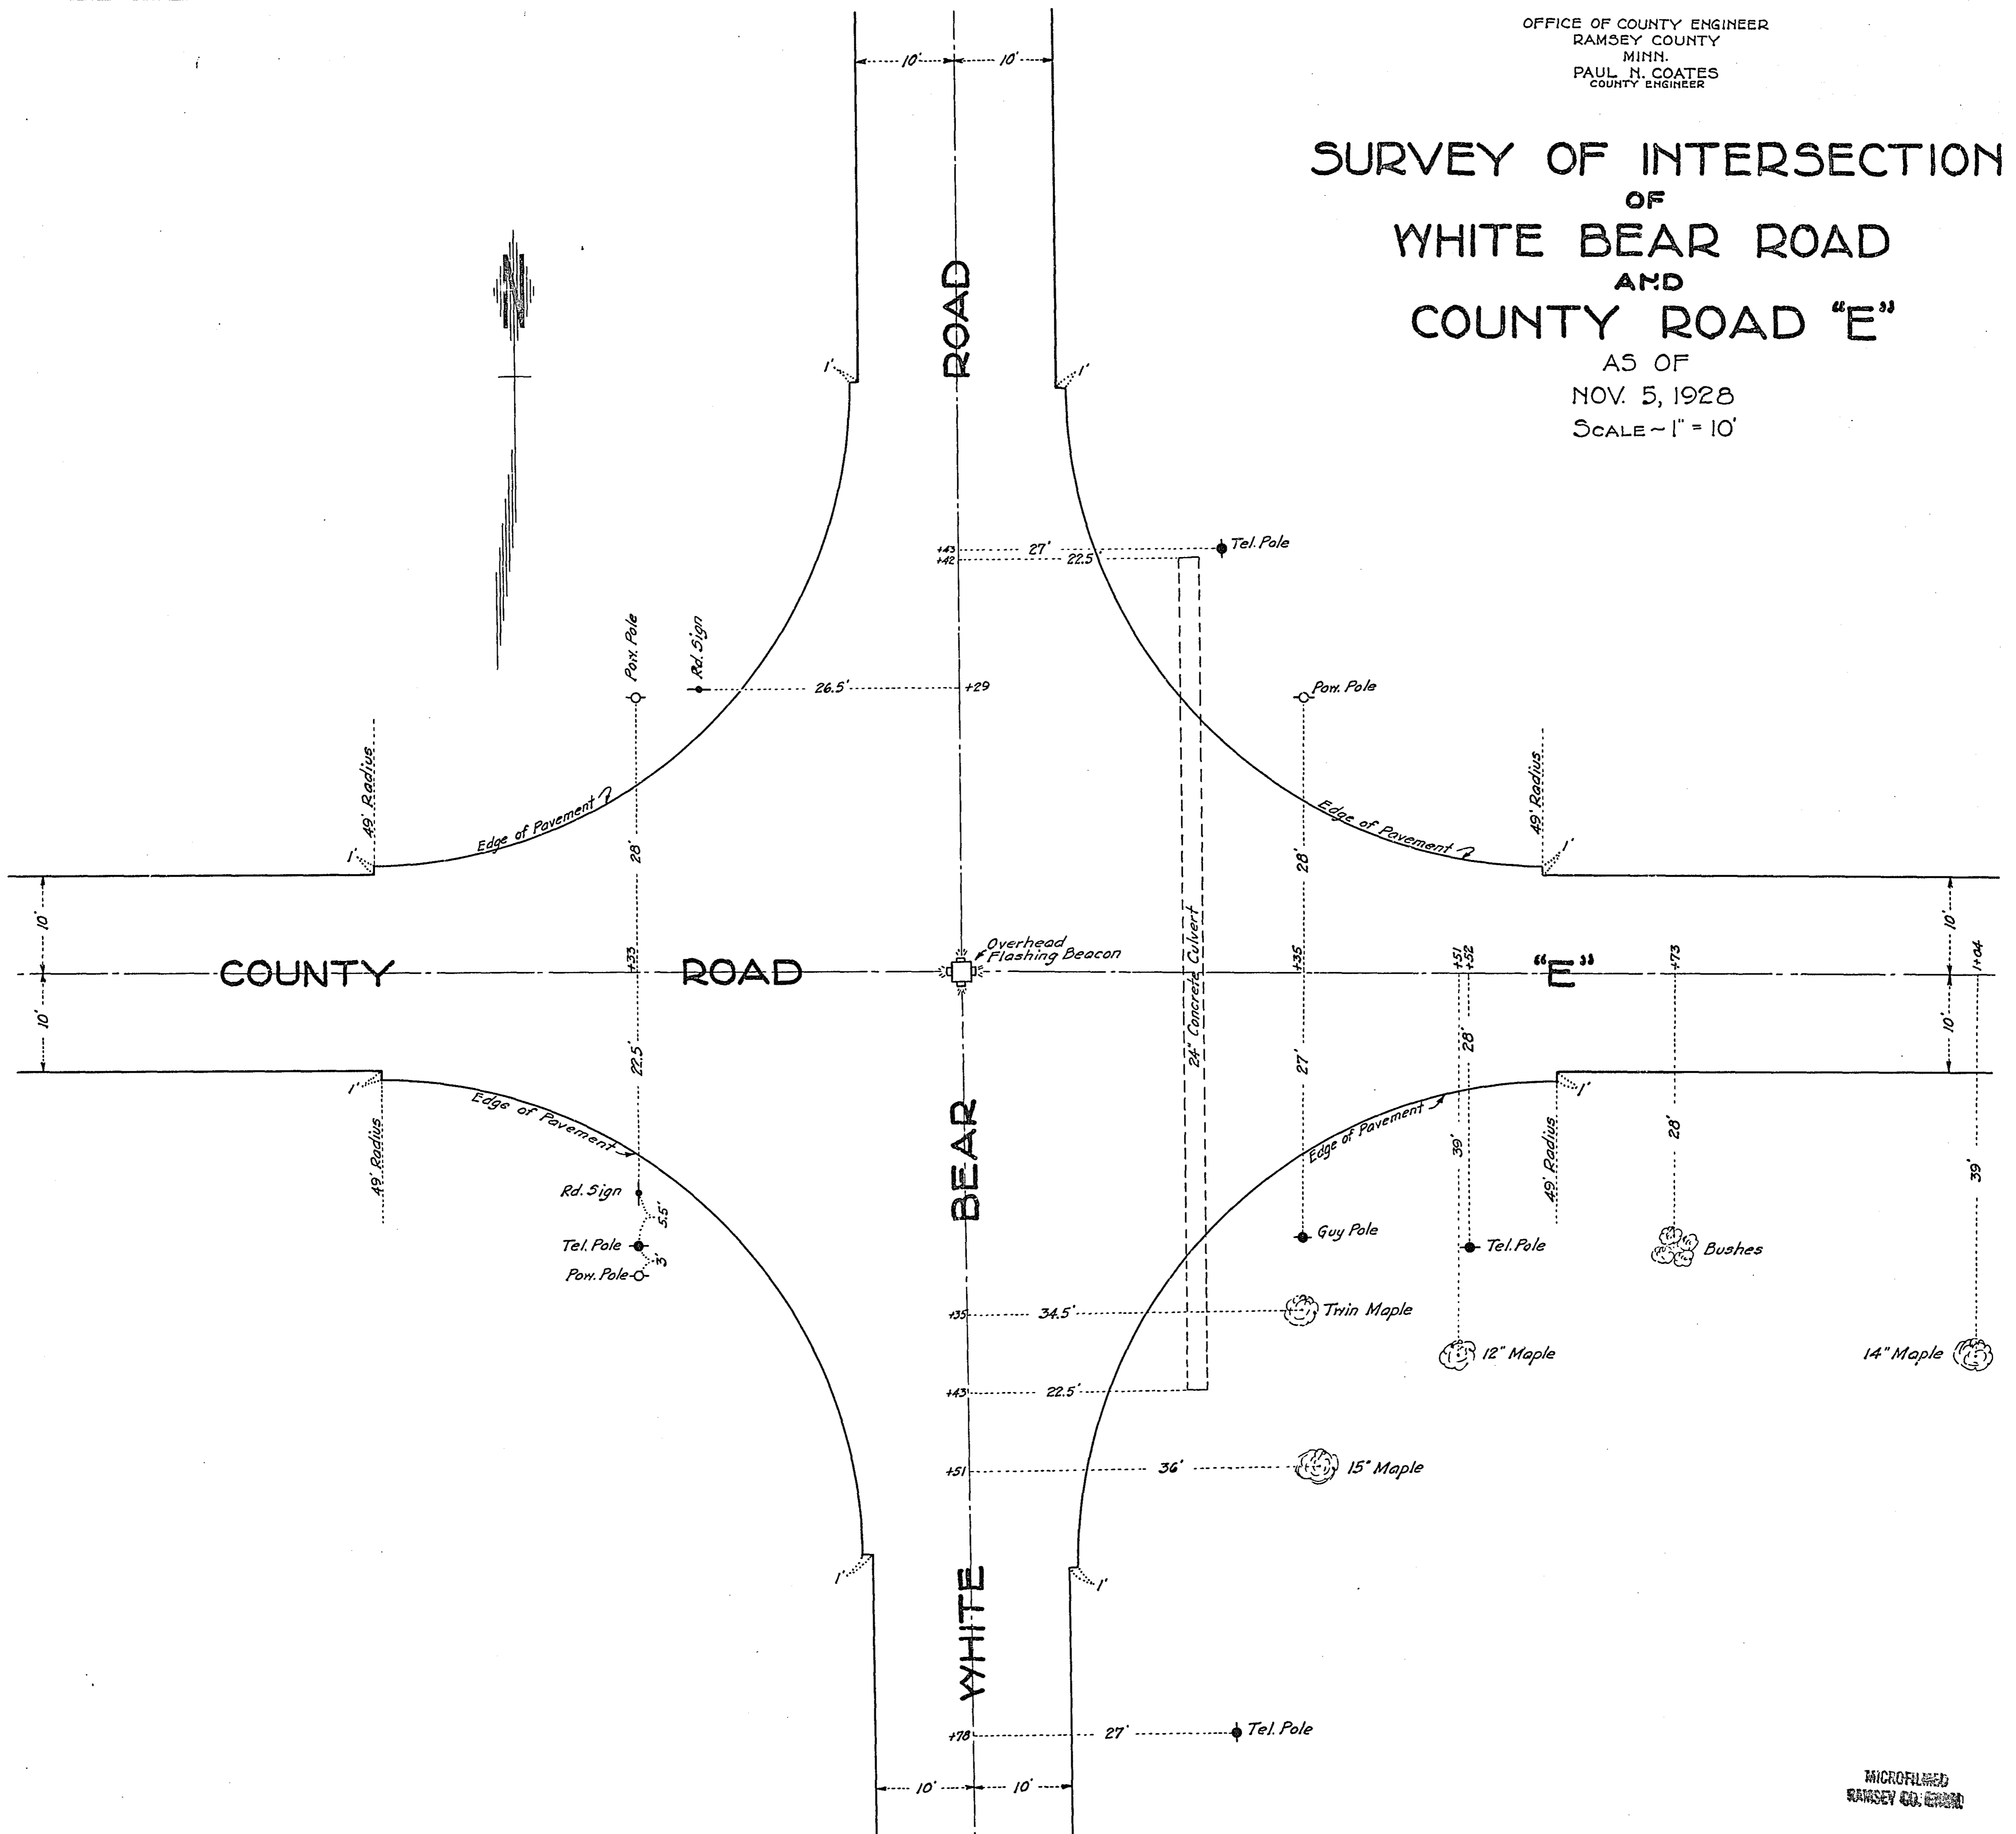 OFFICE OF COUNTY ENGINEER
RAMSEY COUNTY
MINN.
PAUL N. COATES
COUNTY ENGINEER
SURVEY OF INTERSECTION
OF
WHITE BEAR ROAD
AND
COUNTY ROAD "E"
AS OF
NOV. 5, 1928
SCALE ~ 1" = 10'
10' 10'
N
ROAD
1' 1'
+43 27' Tel. Pole
+42 22.5'
Pow. Pole
Rd. Sign
26.5' +29
Pow. Pole
49' Radius
Edge of Pavement
28'
1'
28'
Edge of Pavement
49' Radius
1'
10'
10'
Overhead
Flashing Beacon
24" Concrete Culvert
+33
+35
+51
+52
+73
1+04
COUNTY ROAD "E"
10'
22.5'
27'
28'
10'
1'
49' Radius
Edge of Pavement
BEAR
Edge of Pavement
39'
49' Radius
1'
28'
39'
Rd. Sign
5.5'
Tel. Pole
3'
Pow. Pole
Guy Pole
Tel. Pole
Bushes
+35 34.5' Twin Maple
12" Maple
14" Maple
+43 22.5'
+51 36' 15" Maple
1' 1'
WHITE
+78 27' Tel. Pole
10' 10'
MICROFILMED
RAMSEY CO.